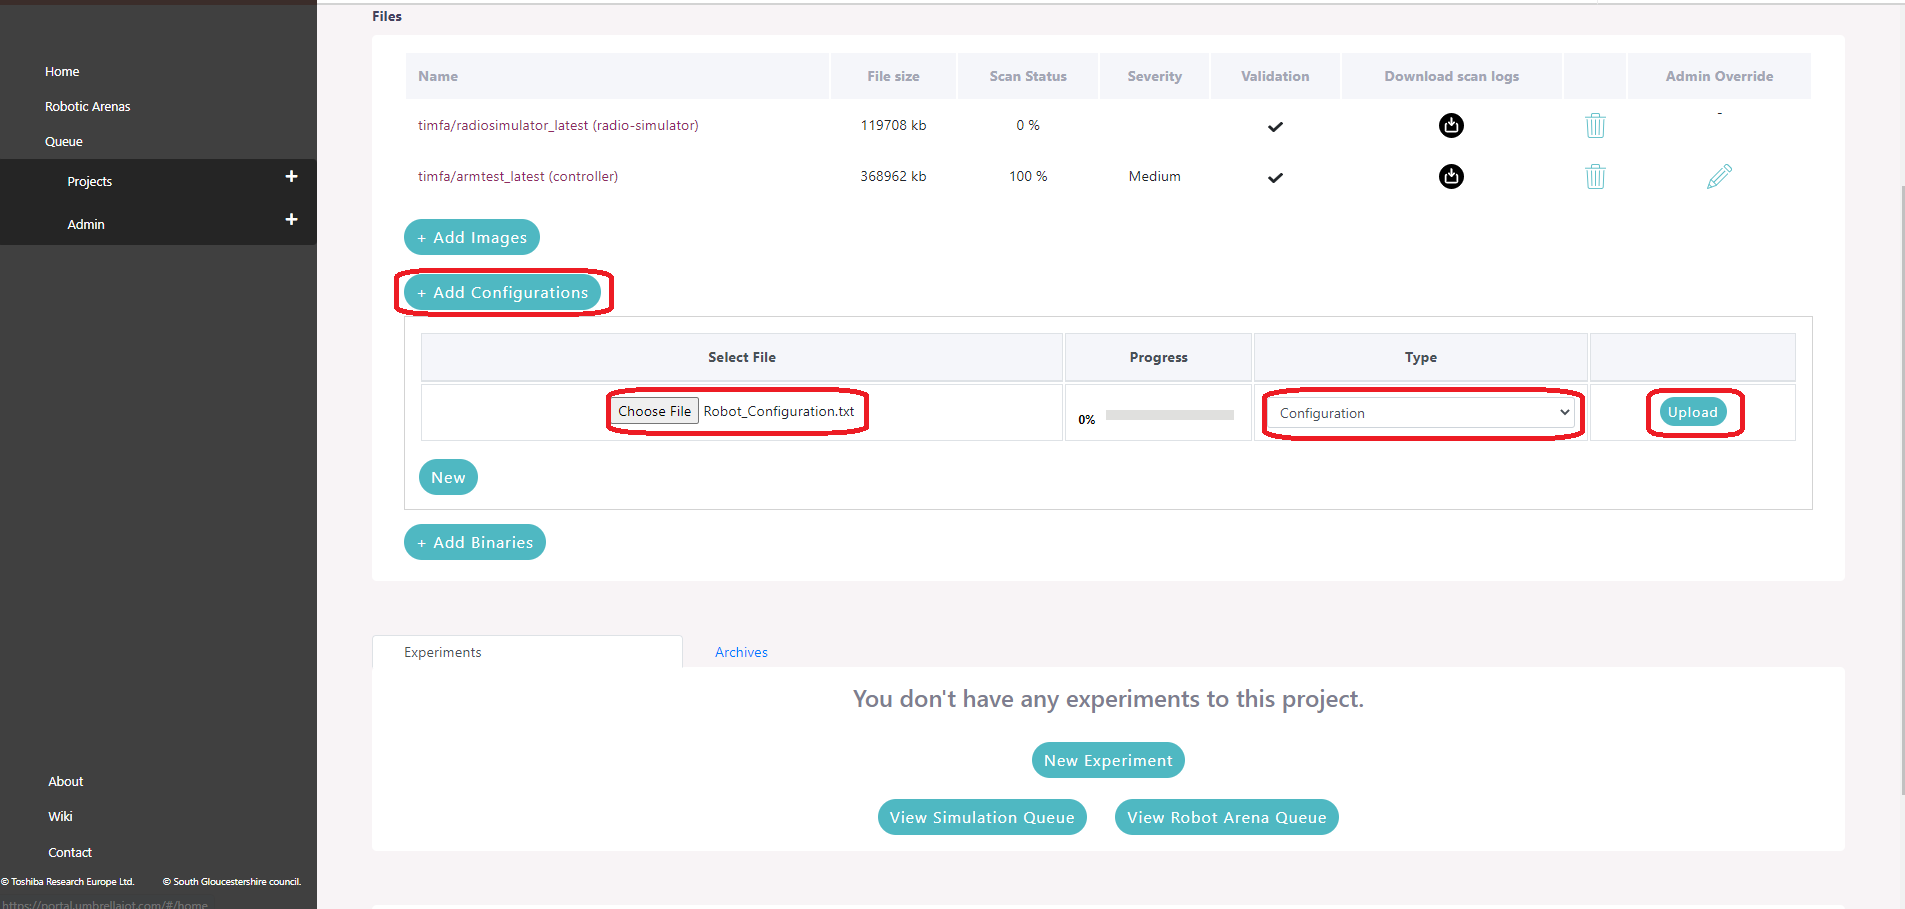 Files
Home
Robotic Arenas
Queue
Projects +
Admin +
Name File size Scan Status Severity Validation Download scan logs Admin Override
timfa/radiosimulator_latest (radio-simulator) 119708 kb 0 % -
timfa/armtest_latest (controller) 368962 kb 100 % Medium
+ Add Images
+ Add Configurations
Select File Progress Type
Choose File Robot_Configuration.txt 0% Configuration Upload
New
+ Add Binaries
Experiments Archives
You don't have any experiments to this project.
New Experiment
View Simulation Queue View Robot Arena Queue
About
Wiki
Contact
© Toshiba Research Europe Ltd. © South Gloucestershire council.
https://portal.umbrellaiot.com/#/home